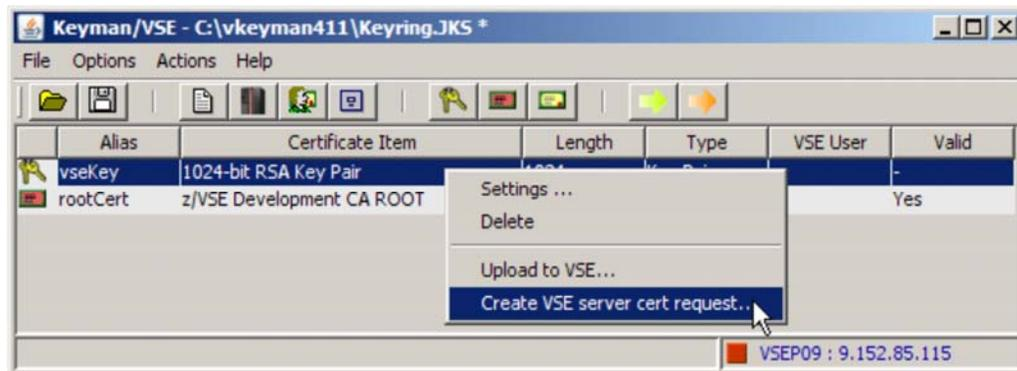 Keyman/VSE - C:\vkeyman411\Keyring.JKS *
File Options Actions Help
Alias Certificate Item Length Type VSE User Valid
vseKey 1024-bit RSA Key Pair -
rootCert z/VSE Development CA ROOT Yes
Settings ...
Delete
Upload to VSE...
Create VSE server cert request...
VSEP09 : 9.152.85.115